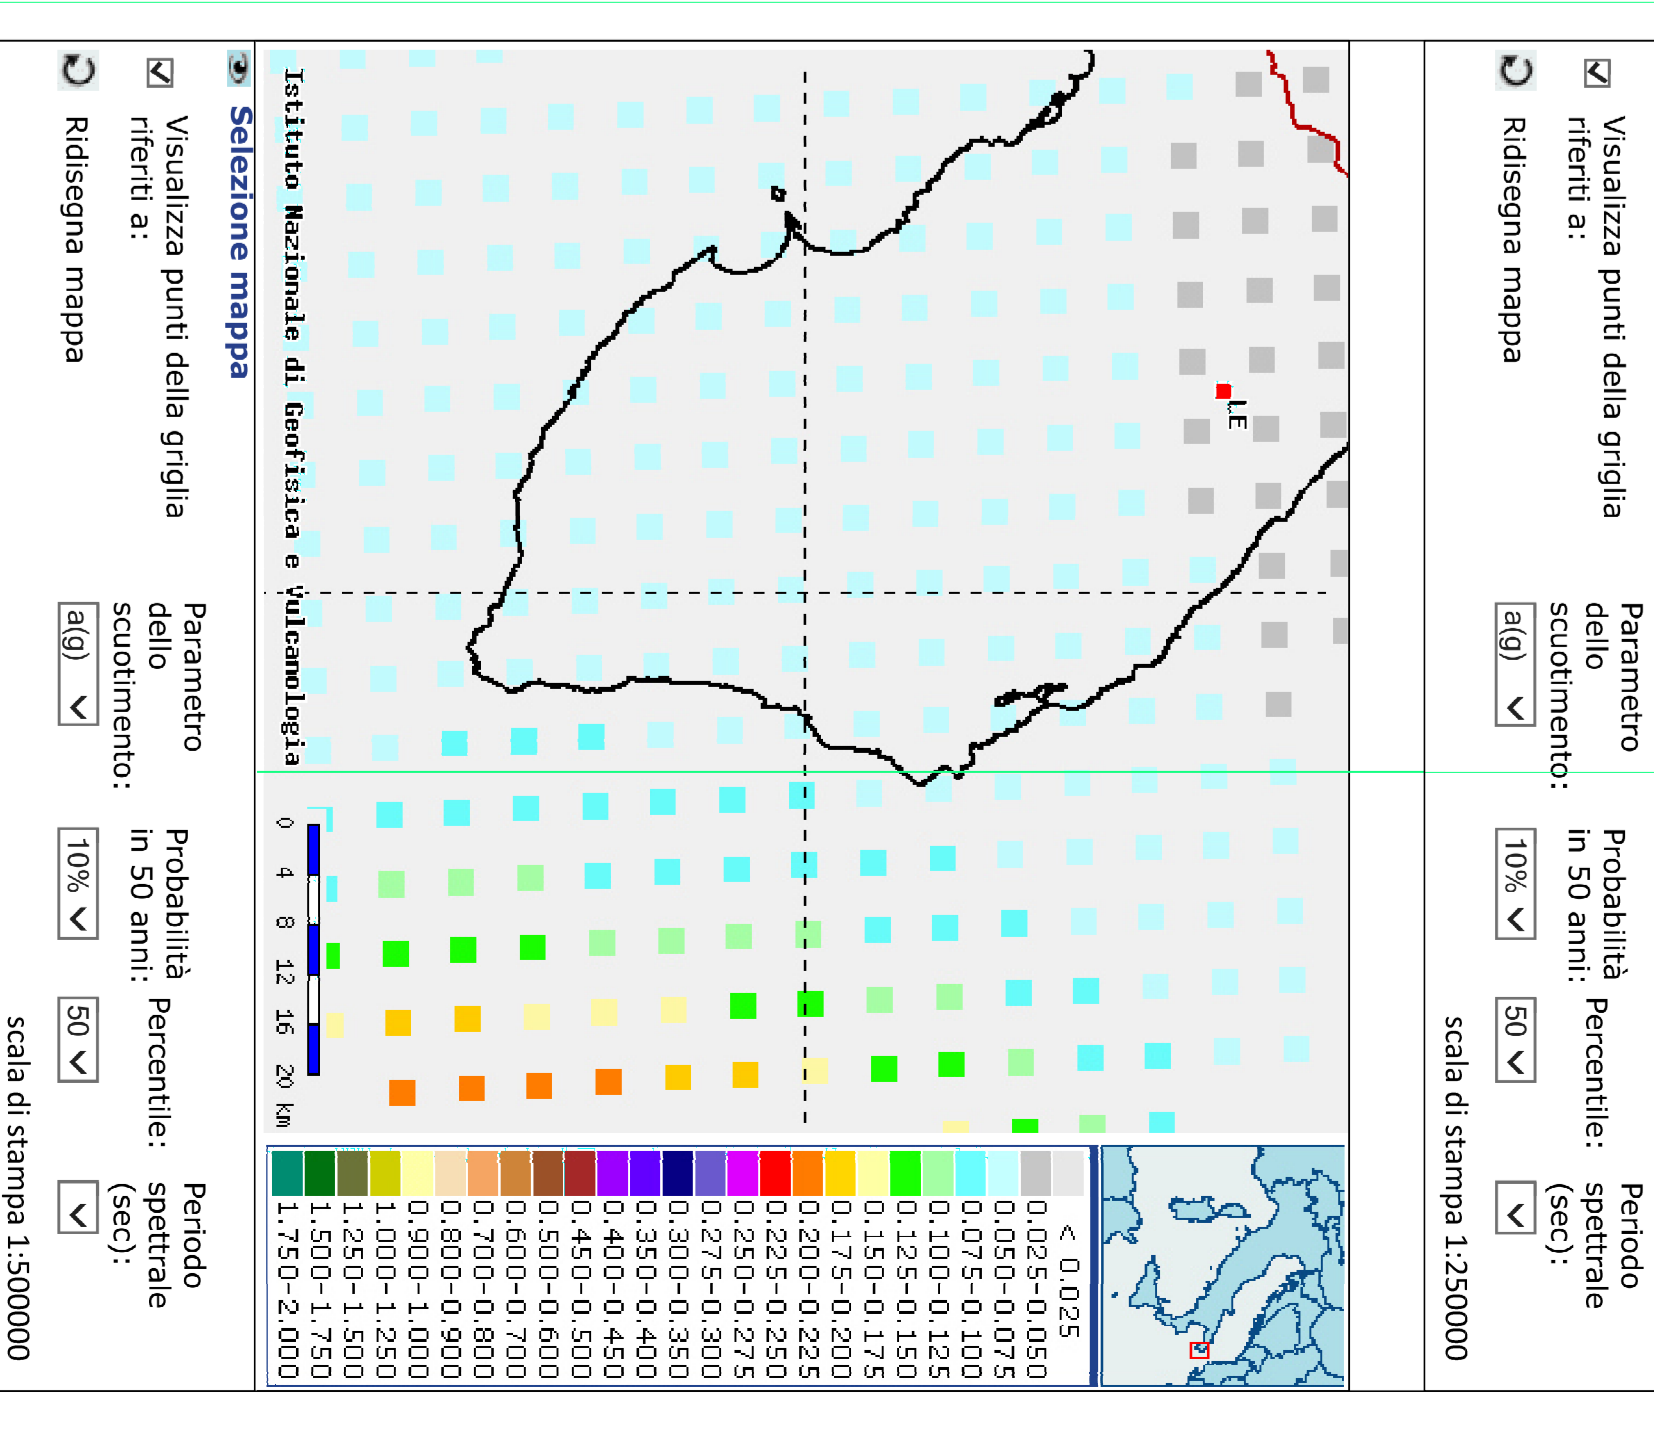 Visualizza punti della griglia
riferiti a:
Ridisegna mappa
Parametro
dello
scuotimento:
a(g)
Probabilità
in 50 anni:
10%
Percentile:
50
Periodo
spettrale
(sec):
scala di stampa 1:250000
LE
Istituto Nazionale di Geofisica e Vulcanologia
0 4 8 12 16 20 km
< 0.025
0.025-0.050
0.050-0.075
0.075-0.100
0.100-0.125
0.125-0.150
0.150-0.175
0.175-0.200
0.200-0.225
0.225-0.250
0.250-0.275
0.275-0.300
0.300-0.350
0.350-0.400
0.400-0.450
0.450-0.500
0.500-0.600
0.600-0.700
0.700-0.800
0.800-0.900
0.900-1.000
1.000-1.250
1.250-1.500
1.500-1.750
1.750-2.000
Selezione mappa
Visualizza punti della griglia
riferiti a:
Ridisegna mappa
Parametro
dello
scuotimento:
a(g)
Probabilità
in 50 anni:
10%
Percentile:
50
Periodo
spettrale
(sec):
scala di stampa 1:500000